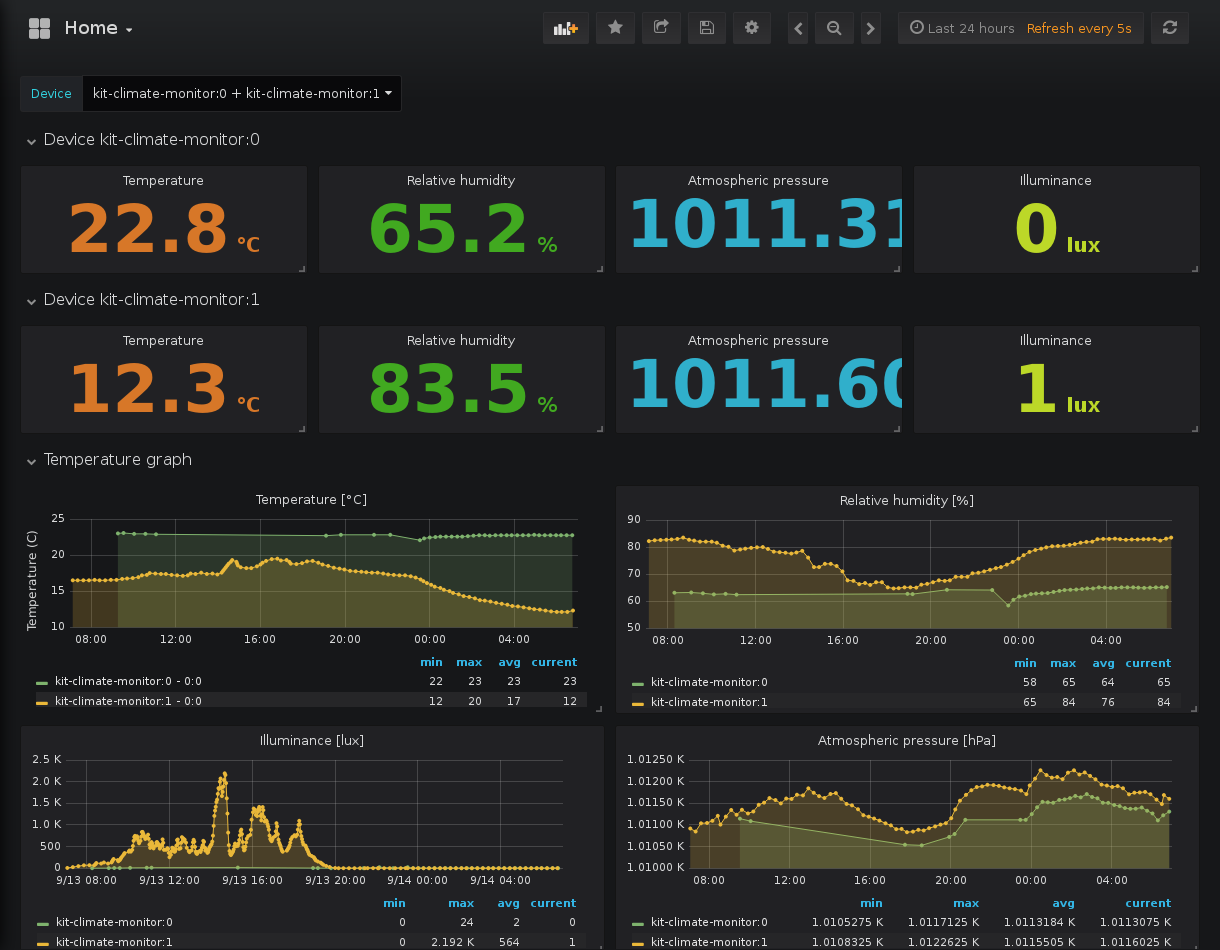 Home
Last 24 hours Refresh every 5s
Device kit-climate-monitor:0 + kit-climate-monitor:1
Device kit-climate-monitor:0
Temperature Relative humidity Atmospheric pressure Illuminance
22.8 °C 65.2 % 1011.31 0 lux
Device kit-climate-monitor:1
Temperature Relative humidity Atmospheric pressure Illuminance
12.3 °C 83.5 % 1011.60 1 lux
Temperature graph
Temperature [°C]
Temperature (C)
25
20
15
10
08:00 12:00 16:00 20:00 00:00 04:00
min max avg current
kit-climate-monitor:0 - 0:0 22 23 23 23
kit-climate-monitor:1 - 0:0 12 20 17 12
Relative humidity [%]
90
80
70
60
50
08:00 12:00 16:00 20:00 00:00 04:00
min max avg current
kit-climate-monitor:0 58 65 64 65
kit-climate-monitor:1 65 84 76 84
Illuminance [lux]
2.5 K
2.0 K
1.5 K
1.0 K
500
0
9/13 08:00 9/13 12:00 9/13 16:00 9/13 20:00 9/14 00:00 9/14 04:00
min max avg current
kit-climate-monitor:0 0 24 2 0
kit-climate-monitor:1 0 2.192 K 564 1
Atmospheric pressure [hPa]
1.01250 K
1.01200 K
1.01150 K
1.01100 K
1.01050 K
1.01000 K
08:00 12:00 16:00 20:00 00:00 04:00
min max avg current
kit-climate-monitor:0 1.0105275 K 1.0117125 K 1.0113184 K 1.0113075 K
kit-climate-monitor:1 1.0108325 K 1.0122625 K 1.0115505 K 1.0116025 K